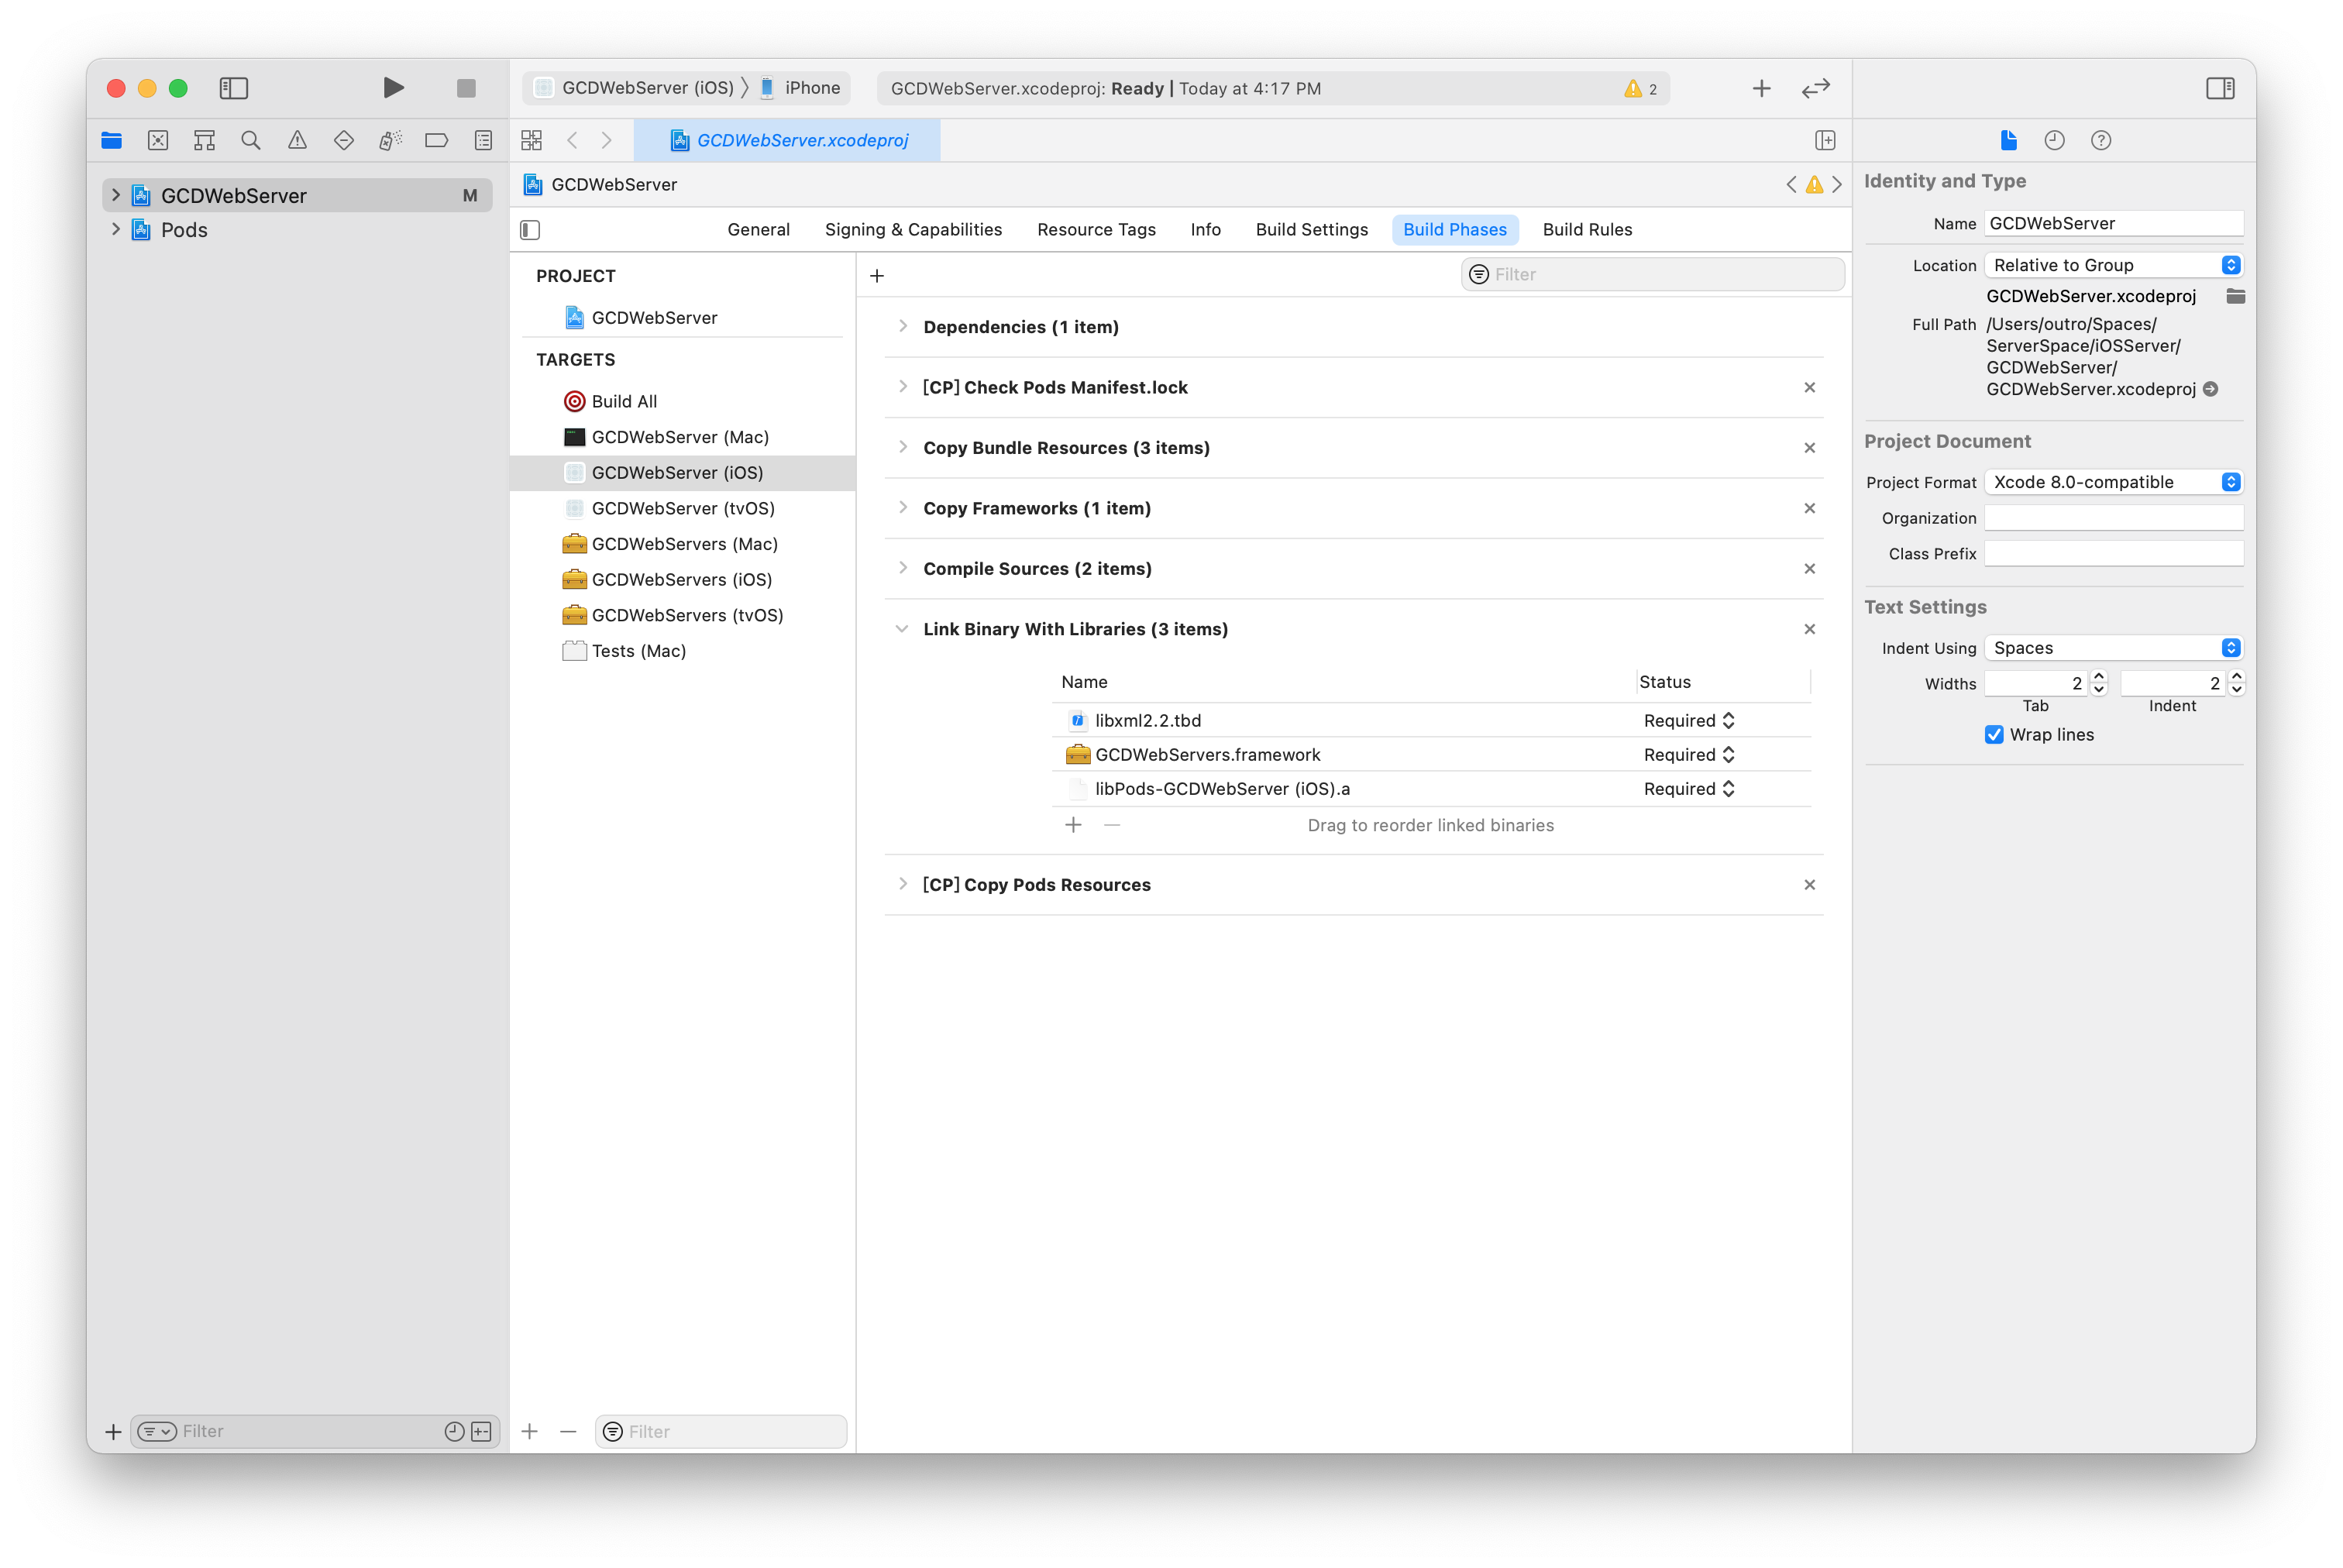 GCDWebServer (iOS) 〉 iPhone
GCDWebServer.xcodeproj: Ready | Today at 4:17 PM
2
GCDWebServer.xcodeproj
GCDWebServer M
Pods
GCDWebServer
General Signing & Capabilities Resource Tags Info Build Settings Build Phases Build Rules
PROJECT
GCDWebServer
TARGETS
Build All
GCDWebServer (Mac)
GCDWebServer (iOS)
GCDWebServer (tvOS)
GCDWebServers (Mac)
GCDWebServers (iOS)
GCDWebServers (tvOS)
Tests (Mac)
Filter
Dependencies (1 item)
[CP] Check Pods Manifest.lock
Copy Bundle Resources (3 items)
Copy Frameworks (1 item)
Compile Sources (2 items)
Link Binary With Libraries (3 items)
Name Status
libxml2.2.tbd Required
GCDWebServers.framework Required
libPods-GCDWebServer (iOS).a Required
Drag to reorder linked binaries
[CP] Copy Pods Resources
Identity and Type
Name GCDWebServer
Location Relative to Group
GCDWebServer.xcodeproj
Full Path /Users/outro/Spaces/
ServerSpace/iOSServer/
GCDWebServer/
GCDWebServer.xcodeproj
Project Document
Project Format Xcode 8.0-compatible
Organization
Class Prefix
Text Settings
Indent Using Spaces
Widths 2 2
Tab Indent
Wrap lines
Filter
Filter